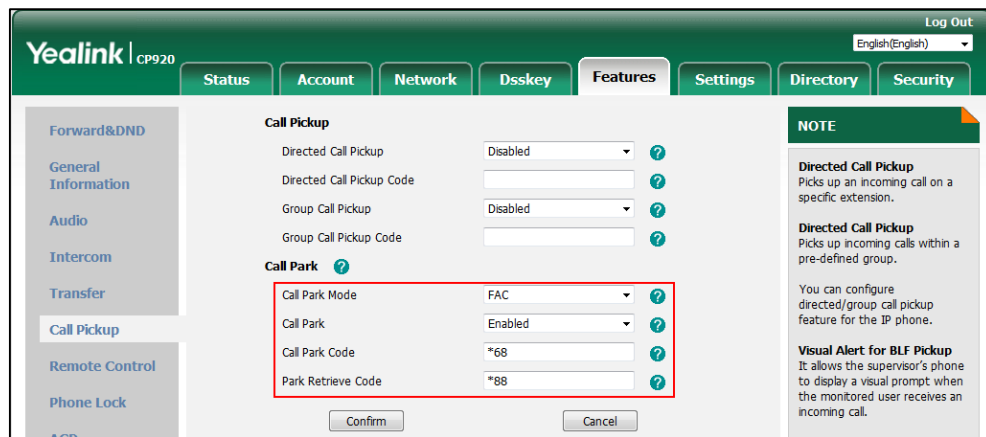 Log Out
Yealink CP920
English(English)
Status Account Network Dsskey Features Settings Directory Security
Forward&DND
General
Information
Audio
Intercom
Transfer
Call Pickup
Remote Control
Phone Lock
Call Pickup
Directed Call Pickup Disabled ?
Directed Call Pickup Code ?
Group Call Pickup Disabled ?
Group Call Pickup Code ?
Call Park ?
Call Park Mode FAC ?
Call Park Enabled ?
Call Park Code *68 ?
Park Retrieve Code *88 ?
Confirm Cancel
NOTE
Directed Call Pickup
Picks up an incoming call on a
specific extension.
Directed Call Pickup
Picks up incoming calls within a
pre-defined group.
You can configure
directed/group call pickup
feature for the IP phone.
Visual Alert for BLF Pickup
It allows the supervisor's phone
to display a visual prompt when
the monitored user receives an
incoming call.